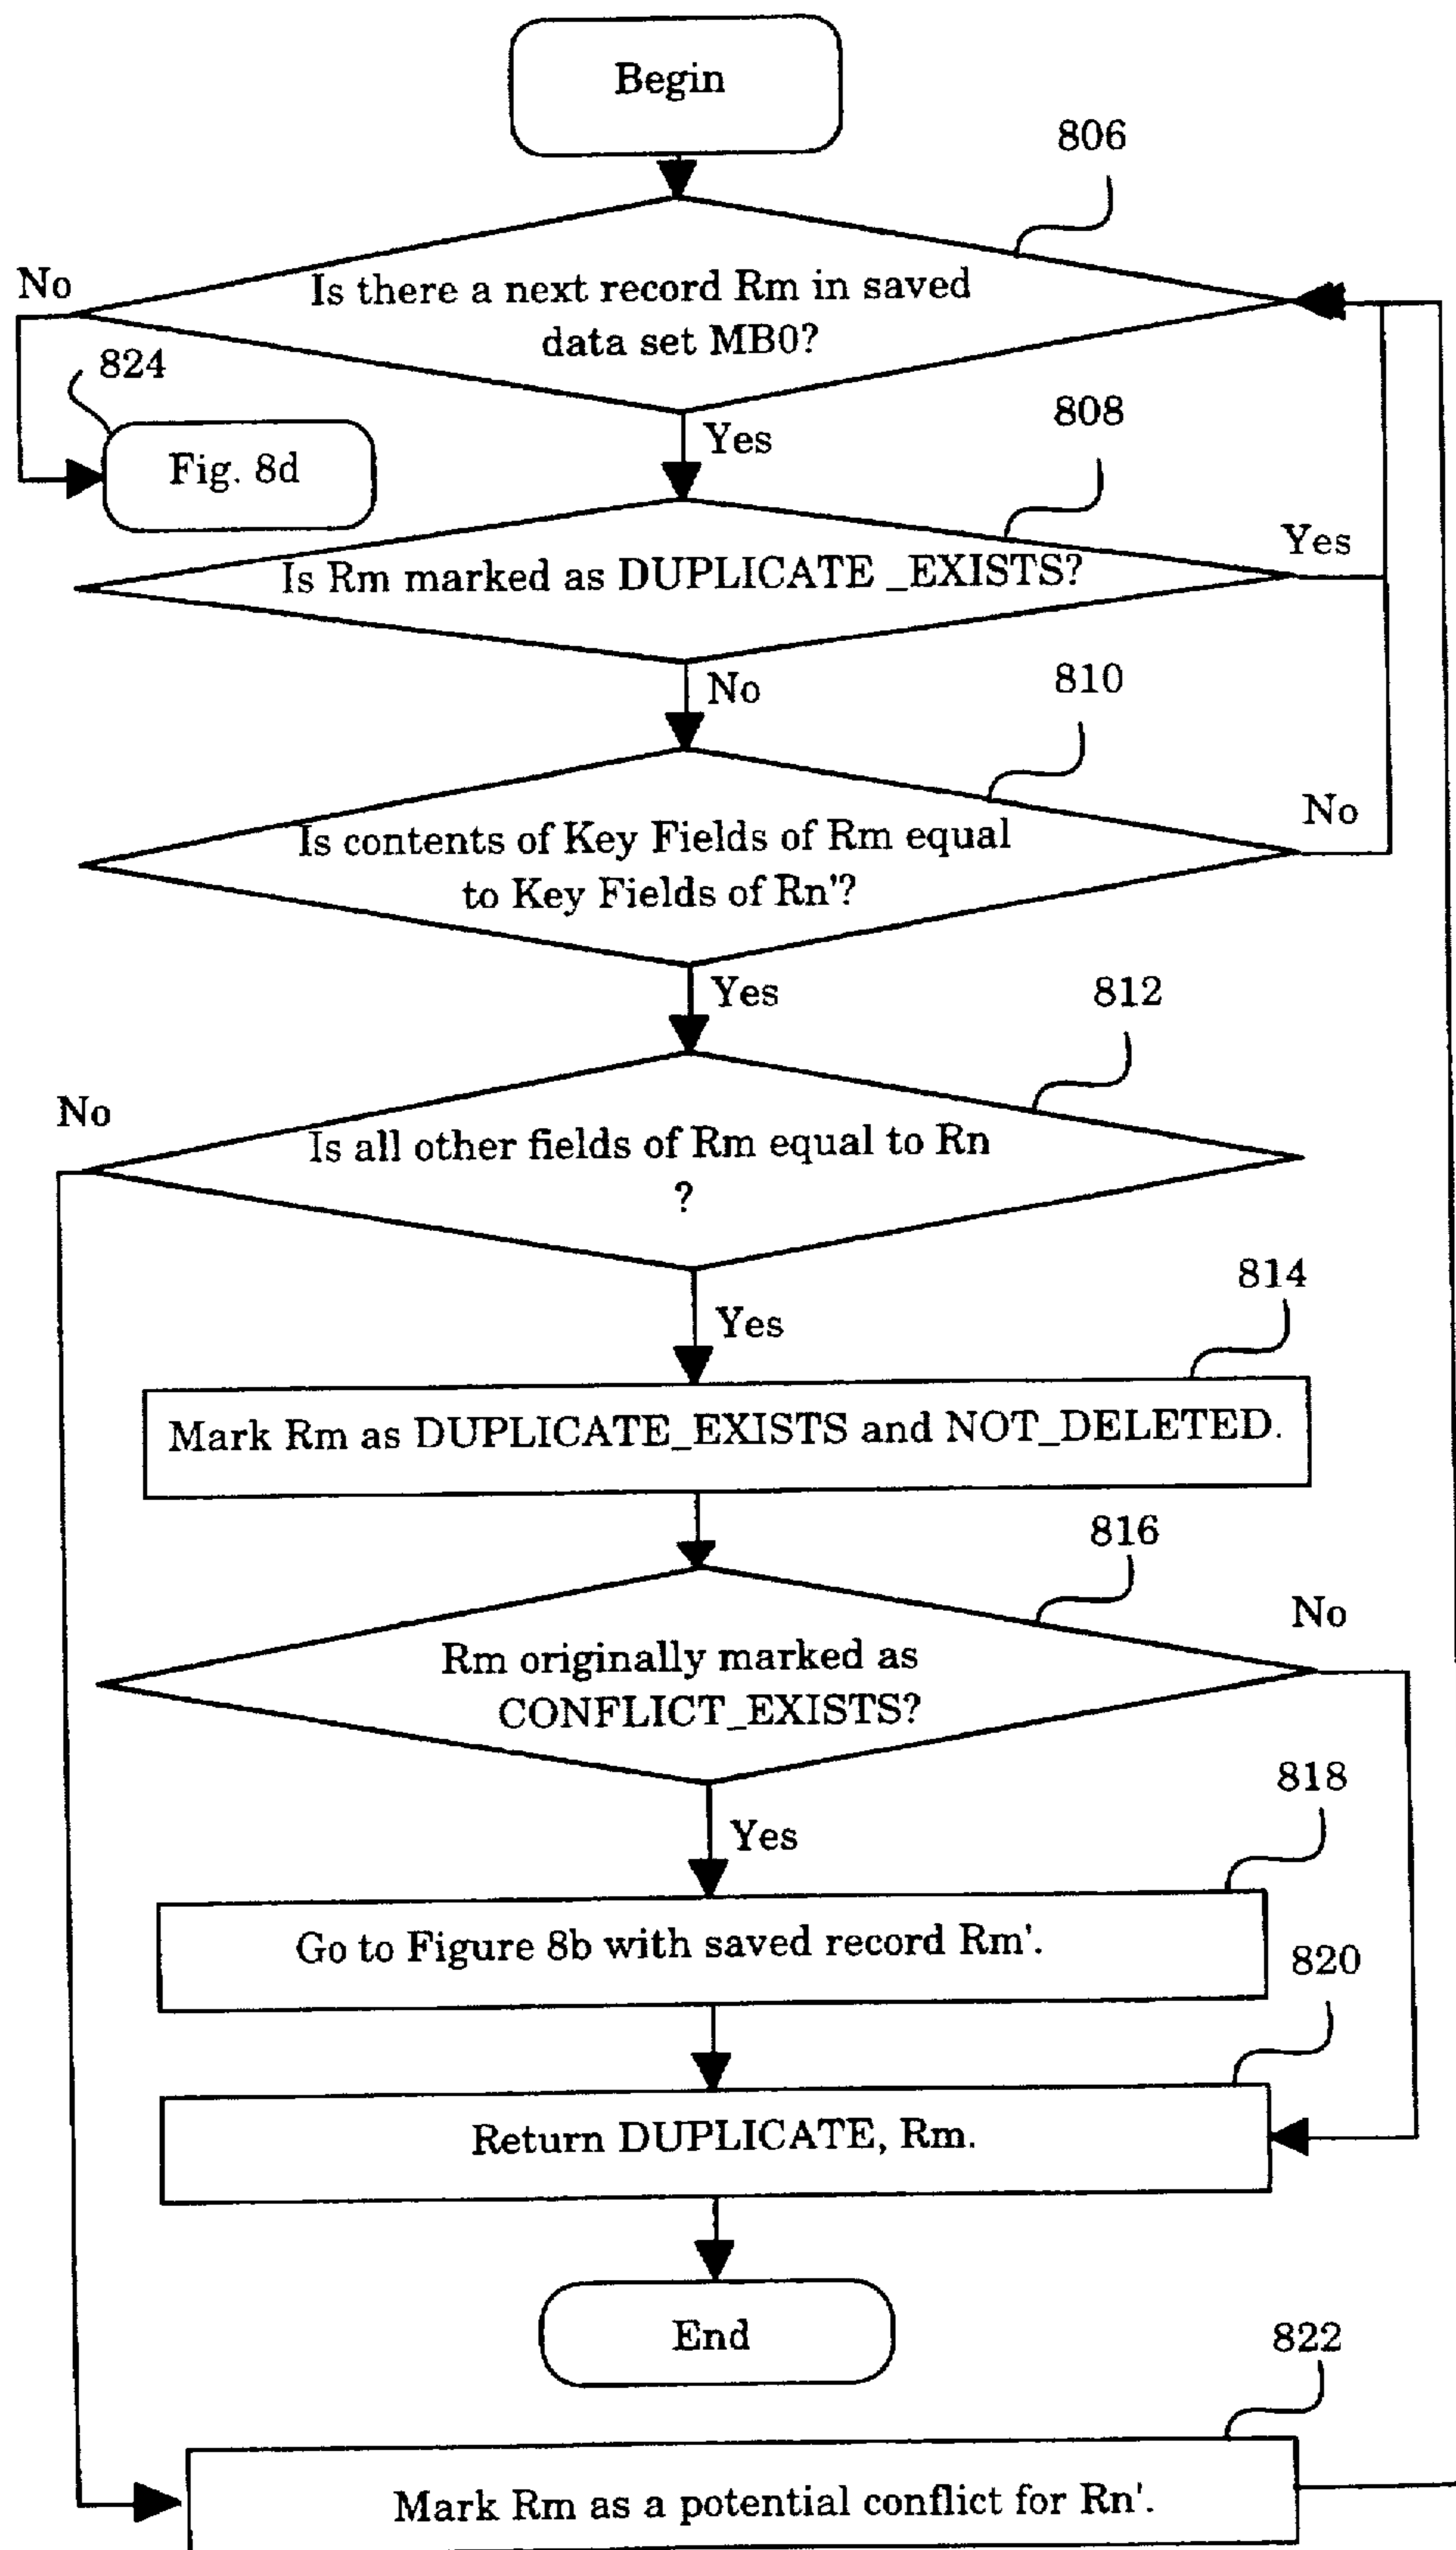 Begin
806
Is there a next record Rm in saved
data set MB0?
No
824
Fig. 8d
Yes
808
Is Rm marked as DUPLICATE _EXISTS?
Yes
No
810
Is contents of Key Fields of Rm equal
to Key Fields of Rn'?
No
Yes
812
No
Is all other fields of Rm equal to Rn
?
Yes
814
Mark Rm as DUPLICATE_EXISTS and NOT_DELETED.
816
Rm originally marked as
CONFLICT_EXISTS?
No
Yes
818
Go to Figure 8b with saved record Rm'.
820
Return DUPLICATE, Rm.
End
822
Mark Rm as a potential conflict for Rn'.